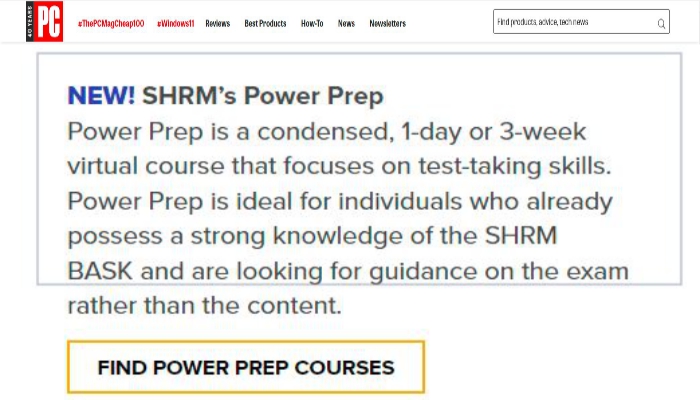 40 YEARS PC #ThePCMagCheap100 #Windows11 Reviews Best Products How-To News Newsletters Find products, advice, tech news
NEW! SHRM’s Power Prep
Power Prep is a condensed, 1-day or 3-week
virtual course that focuses on test-taking skills.
Power Prep is ideal for individuals who already
possess a strong knowledge of the SHRM
BASK and are looking for guidance on the exam
rather than the content.
FIND POWER PREP COURSES